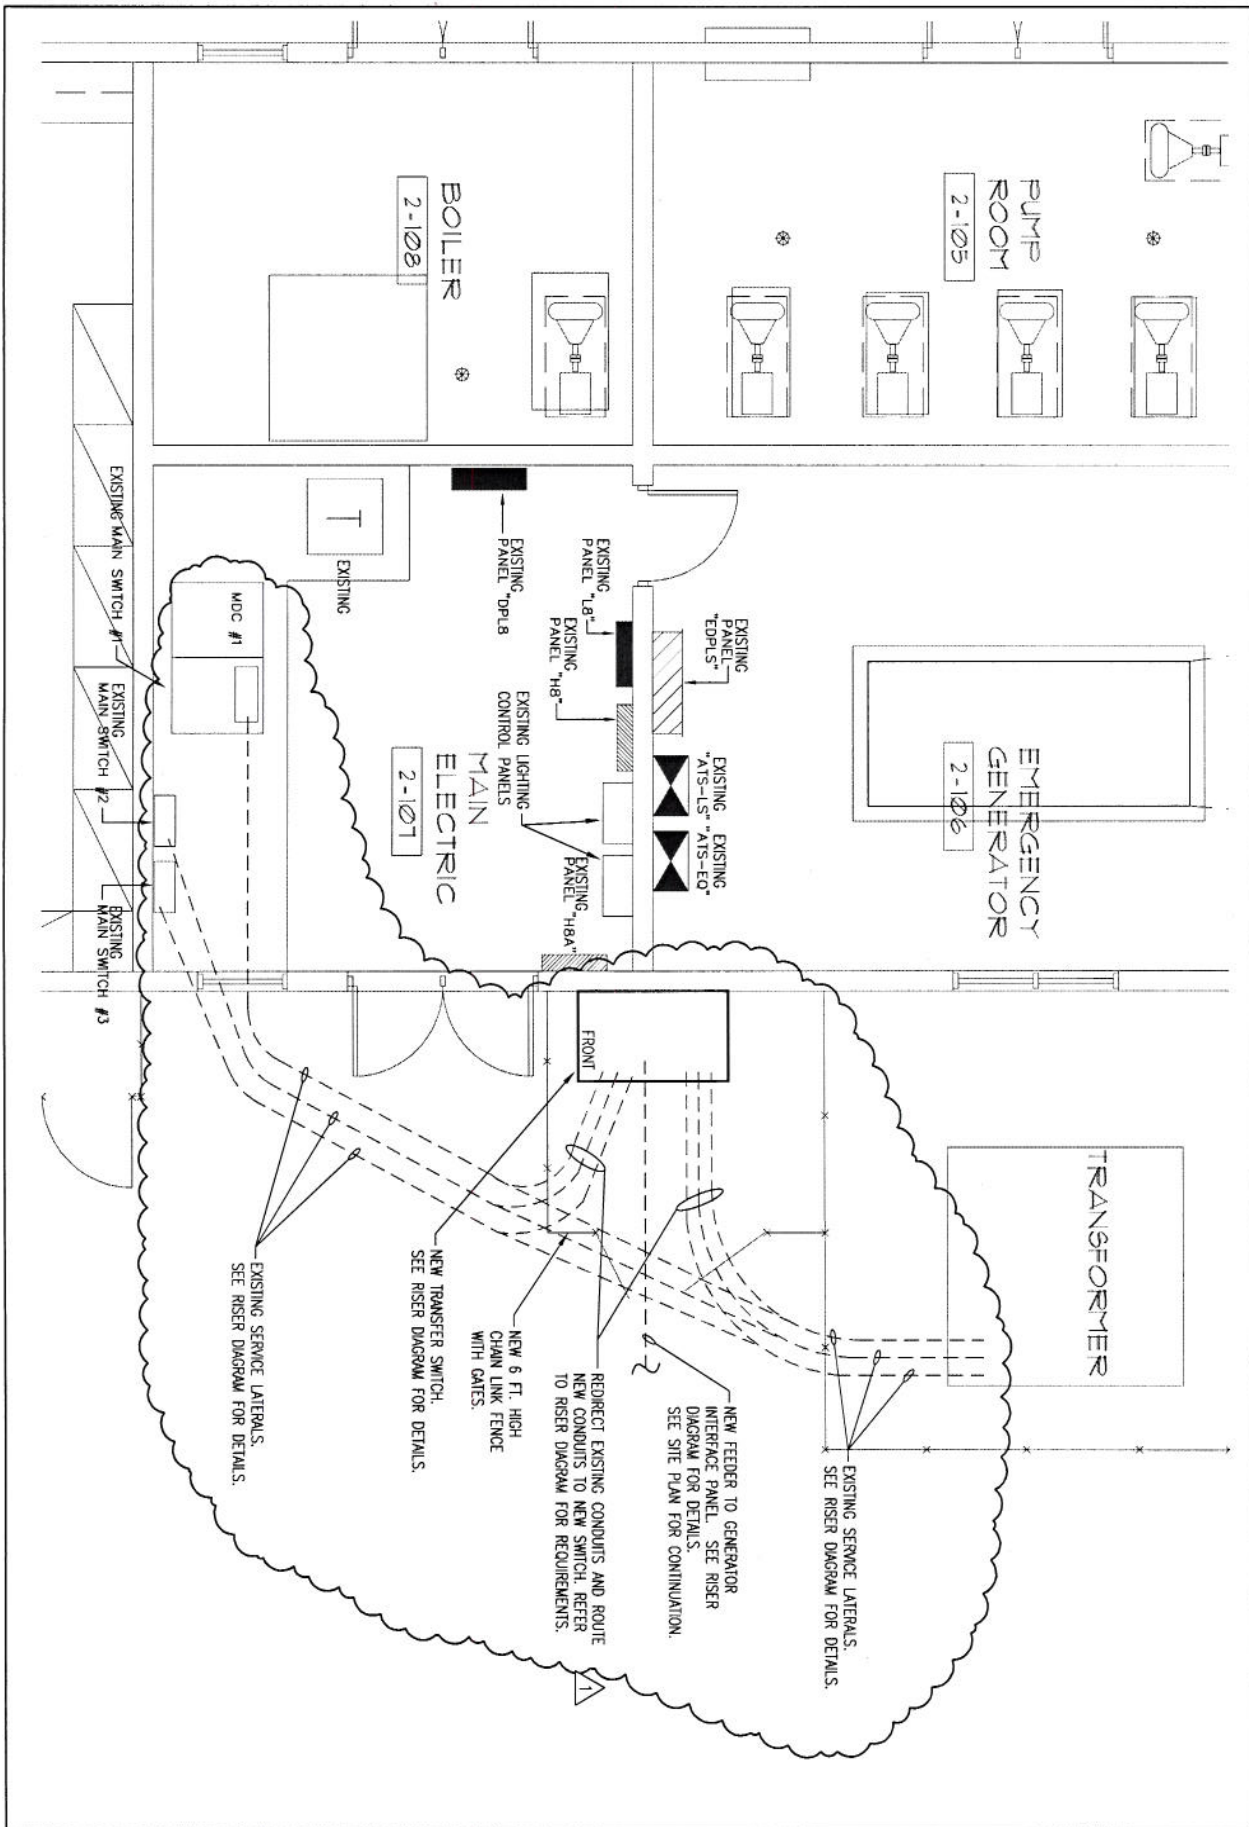 PUMP
ROOM
2-105
BOILER
2-108
EMERGENCY
GENERATOR
2-106
MAIN
ELECTRIC
2-107
TRANSFORMER
EXISTING
PANEL
"EDPLS"
EXISTING
"ATS-LS"
EXISTING
"ATS-EQ"
EXISTING
PANEL "L8"
EXISTING
PANEL "H8"
EXISTING
PANEL "DPL8
EXISTING LIGHTING
CONTROL PANELS
EXISTING
PANEL "H8A"
T
EXISTING
MDC #1
EXISTING MAIN SWITCH #1
EXISTING
MAIN SWITCH #2
EXISTING
MAIN SWITCH #3
FRONT
EXISTING SERVICE LATERALS.
SEE RISER DIAGRAM FOR DETAILS.
NEW FEEDER TO GENERATOR
INTERFACE PANEL. SEE RISER
DIAGRAM FOR DETAILS.
SEE SITE PLAN FOR CONTINUATION.
REDIRECT EXISTING CONDUITS AND ROUTE
NEW CONDUITS TO NEW SWITCH. REFER
TO RISER DIAGRAM FOR REQUIREMENTS.
NEW 6 FT. HIGH
CHAIN LINK FENCE
WITH GATES.
NEW TRANSFER SWITCH.
SEE RISER DIAGRAM FOR DETAILS.
EXISTING SERVICE LATERALS.
SEE RISER DIAGRAM FOR DETAILS.
1